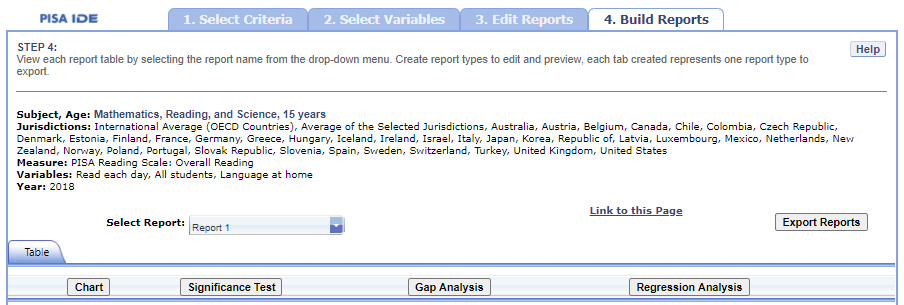 PISA IDE
1. Select Criteria
2. Select Variables
3. Edit Reports
4. Build Reports
STEP 4:
View each report table by selecting the report name from the drop-down menu. Create report types to edit and preview, each tab created represents one report type to
export.
Help
Subject, Age: Mathematics, Reading, and Science, 15 years
Jurisdictions: International Average (OECD Countries), Average of the Selected Jurisdictions, Australia, Austria, Belgium, Canada, Chile, Colombia, Czech Republic,
Denmark, Estonia, Finland, France, Germany, Greece, Hungary, Iceland, Ireland, Israel, Italy, Japan, Korea, Republic of, Latvia, Luxembourg, Mexico, Netherlands, New
Zealand, Norway, Poland, Portugal, Slovak Republic, Slovenia, Spain, Sweden, Switzerland, Turkey, United Kingdom, United States
Measure: PISA Reading Scale: Overall Reading
Variables: Read each day, All students, Language at home
Year: 2018
Link to this Page
Select Report: Report 1
Export Reports
Table
Chart
Significance Test
Gap Analysis
Regression Analysis